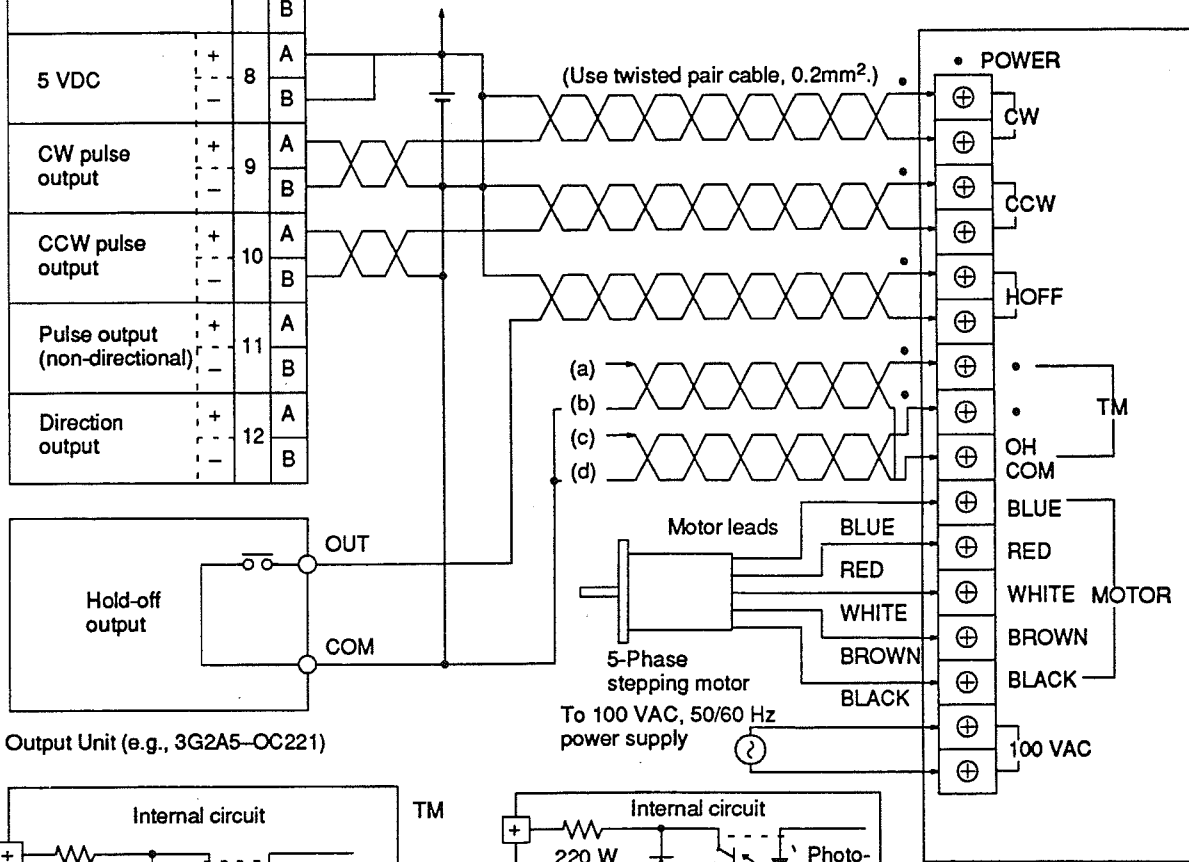 B
5 VDC
+
−
8
A
B
CW pulse
output
+
−
9
A
B
CCW pulse
output
+
−
10
A
B
Pulse output
(non-directional)
+
−
11
A
B
Direction
output
+
−
12
A
B
(Use twisted pair cable, 0.2mm².)
• POWER
CW
CCW
HOFF
(a)
(b)
(c)
(d)
TM
OH
COM
Hold-off
output
OUT
COM
Output Unit (e.g., 3G2A5–OC221)
Motor leads
BLUE
RED
WHITE
BROWN
BLACK
5-Phase
stepping motor
BLUE
RED
WHITE
BROWN
BLACK
MOTOR
To 100 VAC, 50/60 Hz
power supply
100 VAC
Internal circuit
+
TM
Internal circuit
+
220 W
Photo-